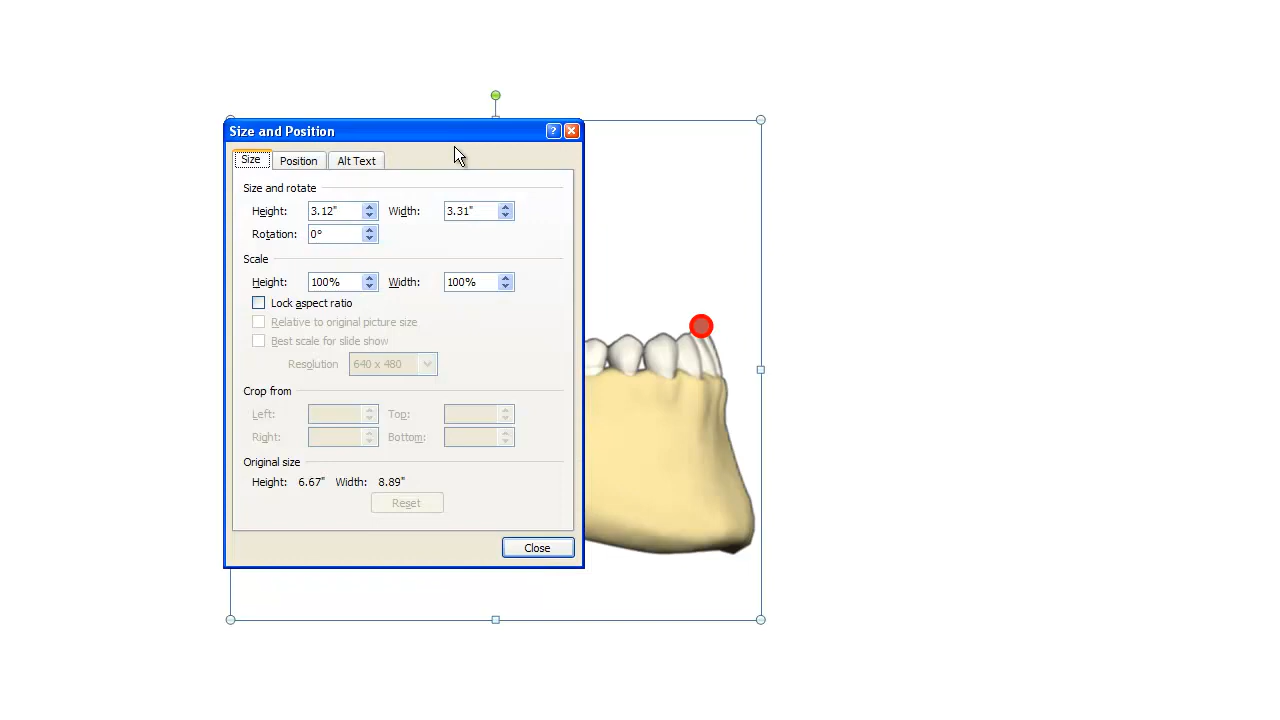 Size and Position
Size Position Alt Text
Size and rotate
Height: 3.12" Width: 3.31"
Rotation: 0°
Scale
Height: 100% Width: 100%
Lock aspect ratio
Relative to original picture size
Best scale for slide show
Resolution 640 x 480
Crop from
Left: Top:
Right: Bottom:
Original size
Height: 6.67" Width: 8.89"
Reset
Close